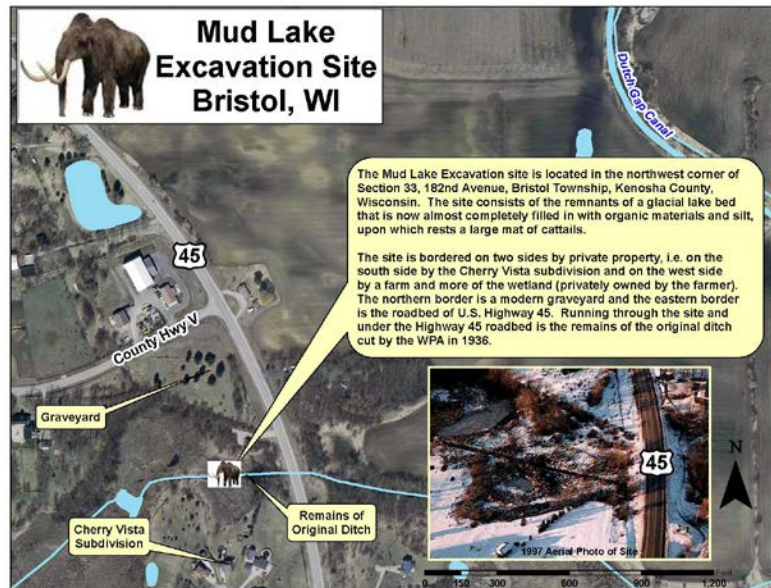 Mud Lake
Excavation Site
Bristol, WI
Dutch Gap Canal
The Mud Lake Excavation site is located in the northwest corner of
Section 33, 182nd Avenue, Bristol Township, Kenosha County,
Wisconsin. The site consists of the remnants of a glacial lake bed
that is now almost completely filled in with organic materials and silt,
upon which rests a large mat of cattails.
The site is bordered on two sides by private property, i.e. on the
south side by the Cherry Vista subdivision and on the west side
by a farm and more of the wetland (privately owned by the farmer).
The northern border is a modern graveyard and the eastern border
is the roadbed of U.S. Highway 45. Running through the site and
under the Highway 45 roadbed is the remains of the original ditch
cut by the WPA in 1936.
45
County Hwy V
Graveyard
45
N
Remains of
Original Ditch
Cherry Vista
Subdivision
1997 Aerial Photo of Site
Feet
0 150 300 600 900 1,200